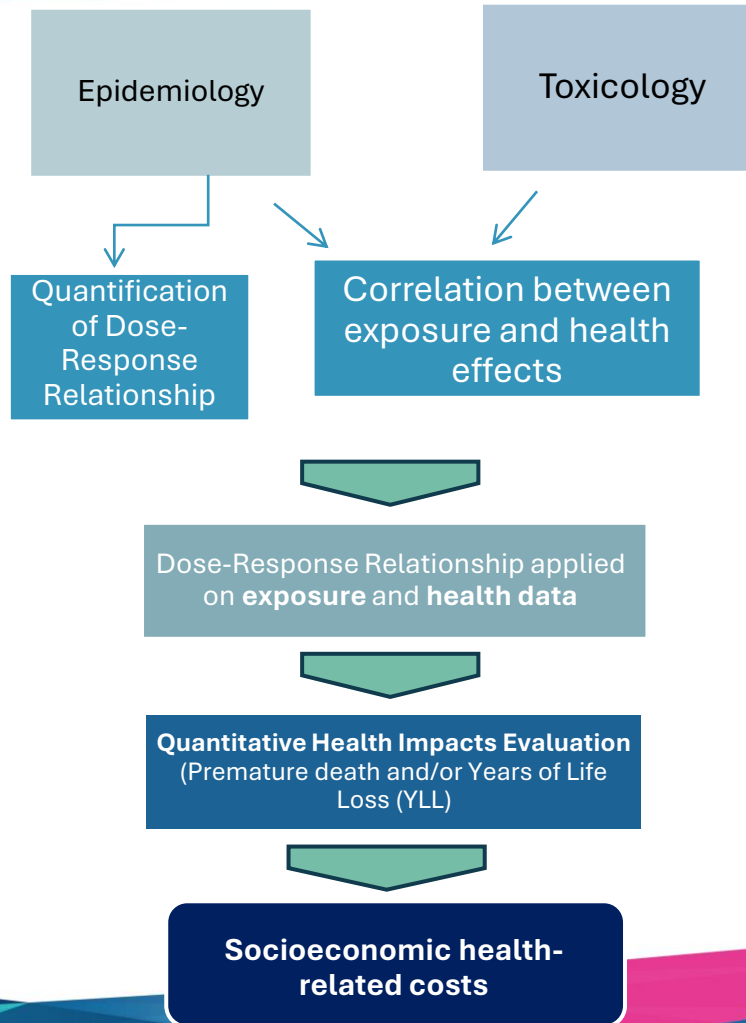 Epidemiology
Toxicology
Quantification
of Dose-
Response
Relationship
Correlation between
exposure and health
effects
Dose-Response Relationship applied
on exposure and health data
Quantitative Health Impacts Evaluation
(Premature death and/or Years of Life
Loss (YLL)
Socioeconomic health-
related costs